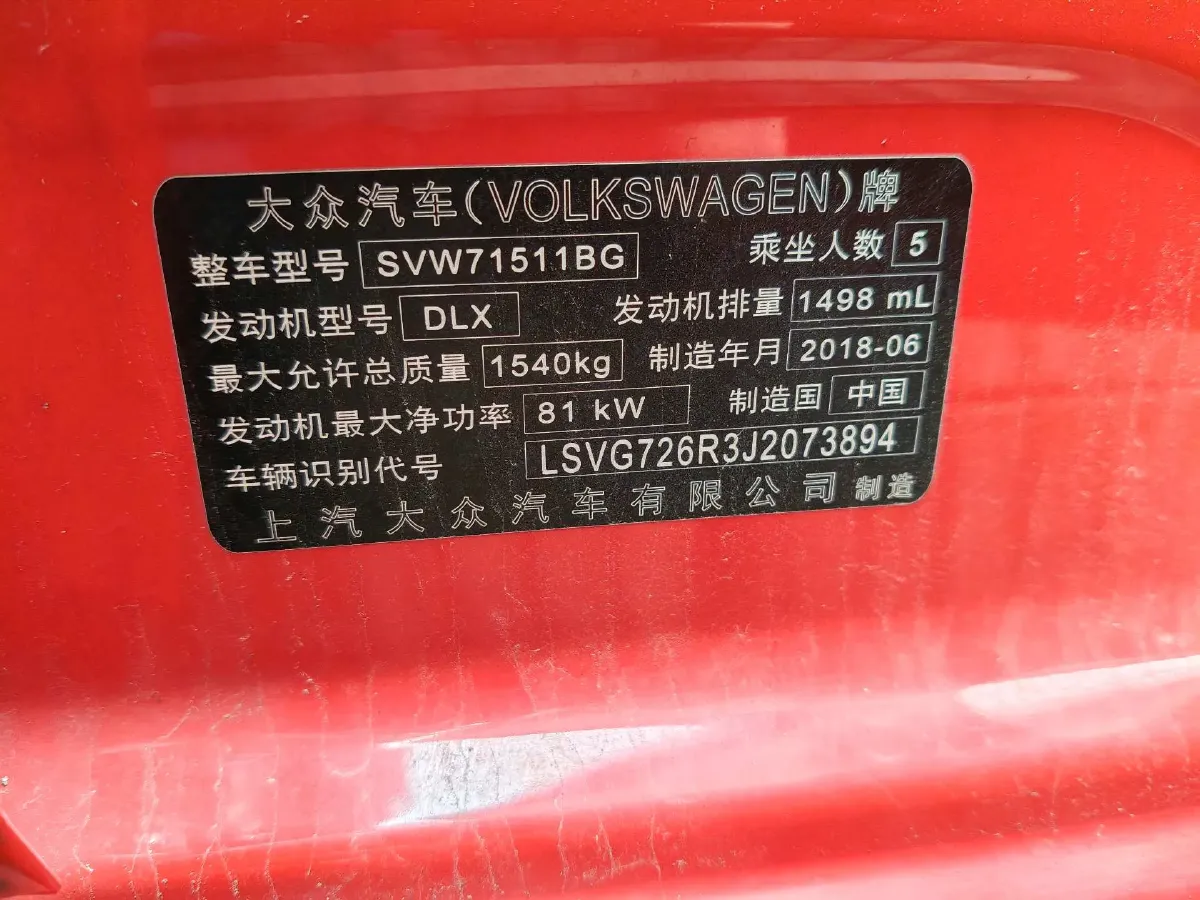 大众汽车(VOLKSWAGEN)牌
整车型号 SVW71511BG 乘坐人数 5
发动机型号 DLX 发动机排量 1498 mL
最大允许总质量 1540kg 制造年月 2018-06
发动机最大净功率 81 kW 制造国 中国
车辆识别代号 LSVG726R3J2073894
上汽大众汽车有限公司 制造